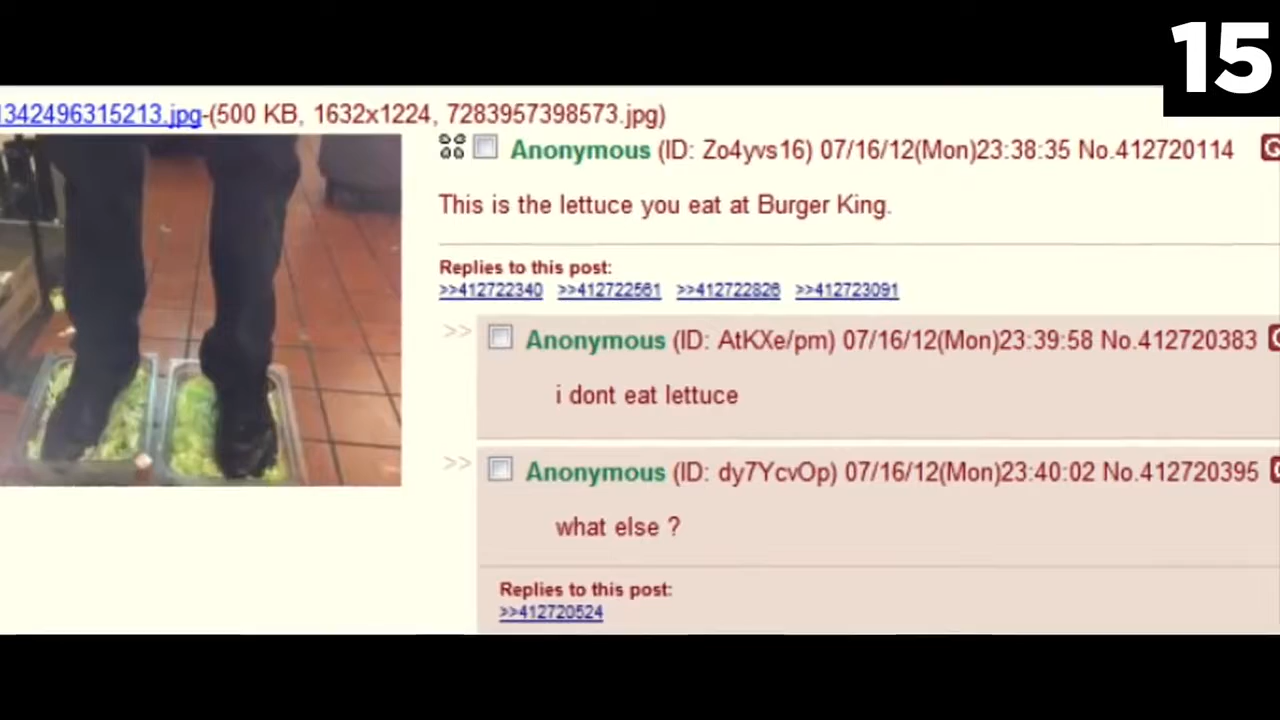 15
1342496315213.jpg-(500 KB, 1632x1224, 7283957398573.jpg)
Anonymous (ID: Zo4yvs16) 07/16/12(Mon)23:38:35 No.412720114
This is the lettuce you eat at Burger King.
Replies to this post:
>>412722340 >>412722561 >>412722826 >>412723091
>> Anonymous (ID: AtKXe/pm) 07/16/12(Mon)23:39:58 No.412720383
i dont eat lettuce
>> Anonymous (ID: dy7YcvOp) 07/16/12(Mon)23:40:02 No.412720395
what else ?
Replies to this post:
>>412720524